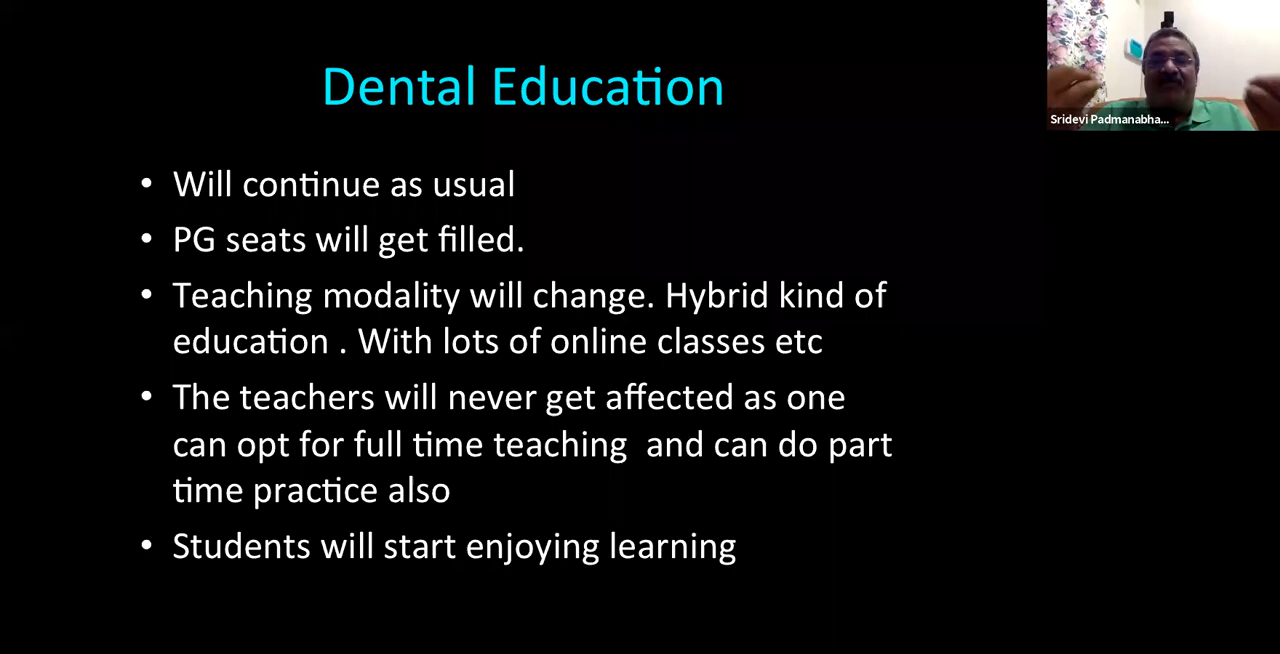 Dental Education
Sridevi Padmanabha...
• Will continue as usual
• PG seats will get filled.
• Teaching modality will change. Hybrid kind of
education . With lots of online classes etc
• The teachers will never get affected as one
can opt for full time teaching  and can do part
time practice also
• Students will start enjoying learning